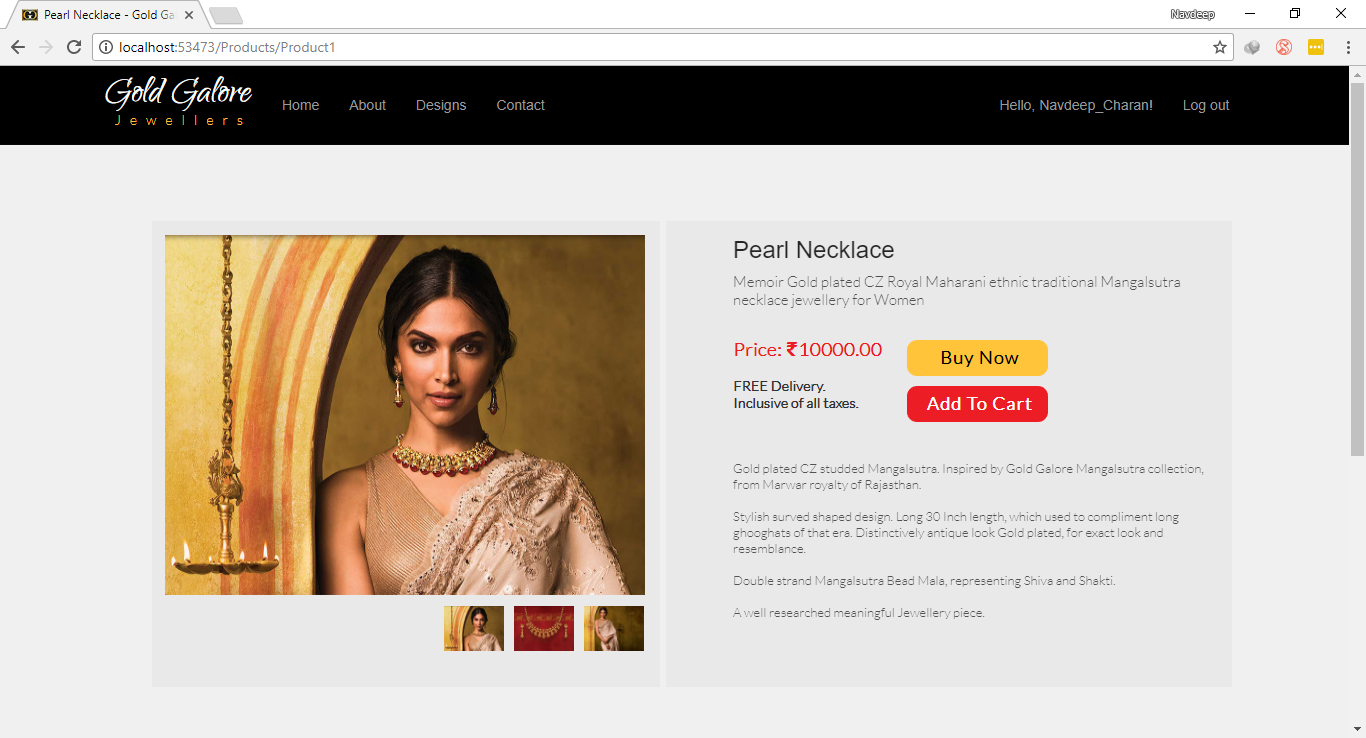 Pearl Necklace - Gold Ga
Navdeep
localhost:53473/Products/Product1
Gold Galore
Jewellers
Home About Designs Contact Hello, Navdeep_Charan! Log out
Pearl Necklace
Memoir Gold plated CZ Royal Maharani ethnic traditional Mangalsutra
necklace jewellery for Women
Price: ₹10000.00
Buy Now
FREE Delivery.
Inclusive of all taxes.
Add To Cart
Gold plated CZ studded Mangalsutra. Inspired by Gold Galore Mangalsutra collection,
from Marwar royalty of Rajasthan.
Stylish surved shaped design. Long 30 Inch length, which used to compliment long
ghooghats of that era. Distinctively antique look Gold plated, for exact look and
resemblance.
Double strand Mangalsutra Bead Mala, representing Shiva and Shakti.
A well researched meaningful Jewellery piece.